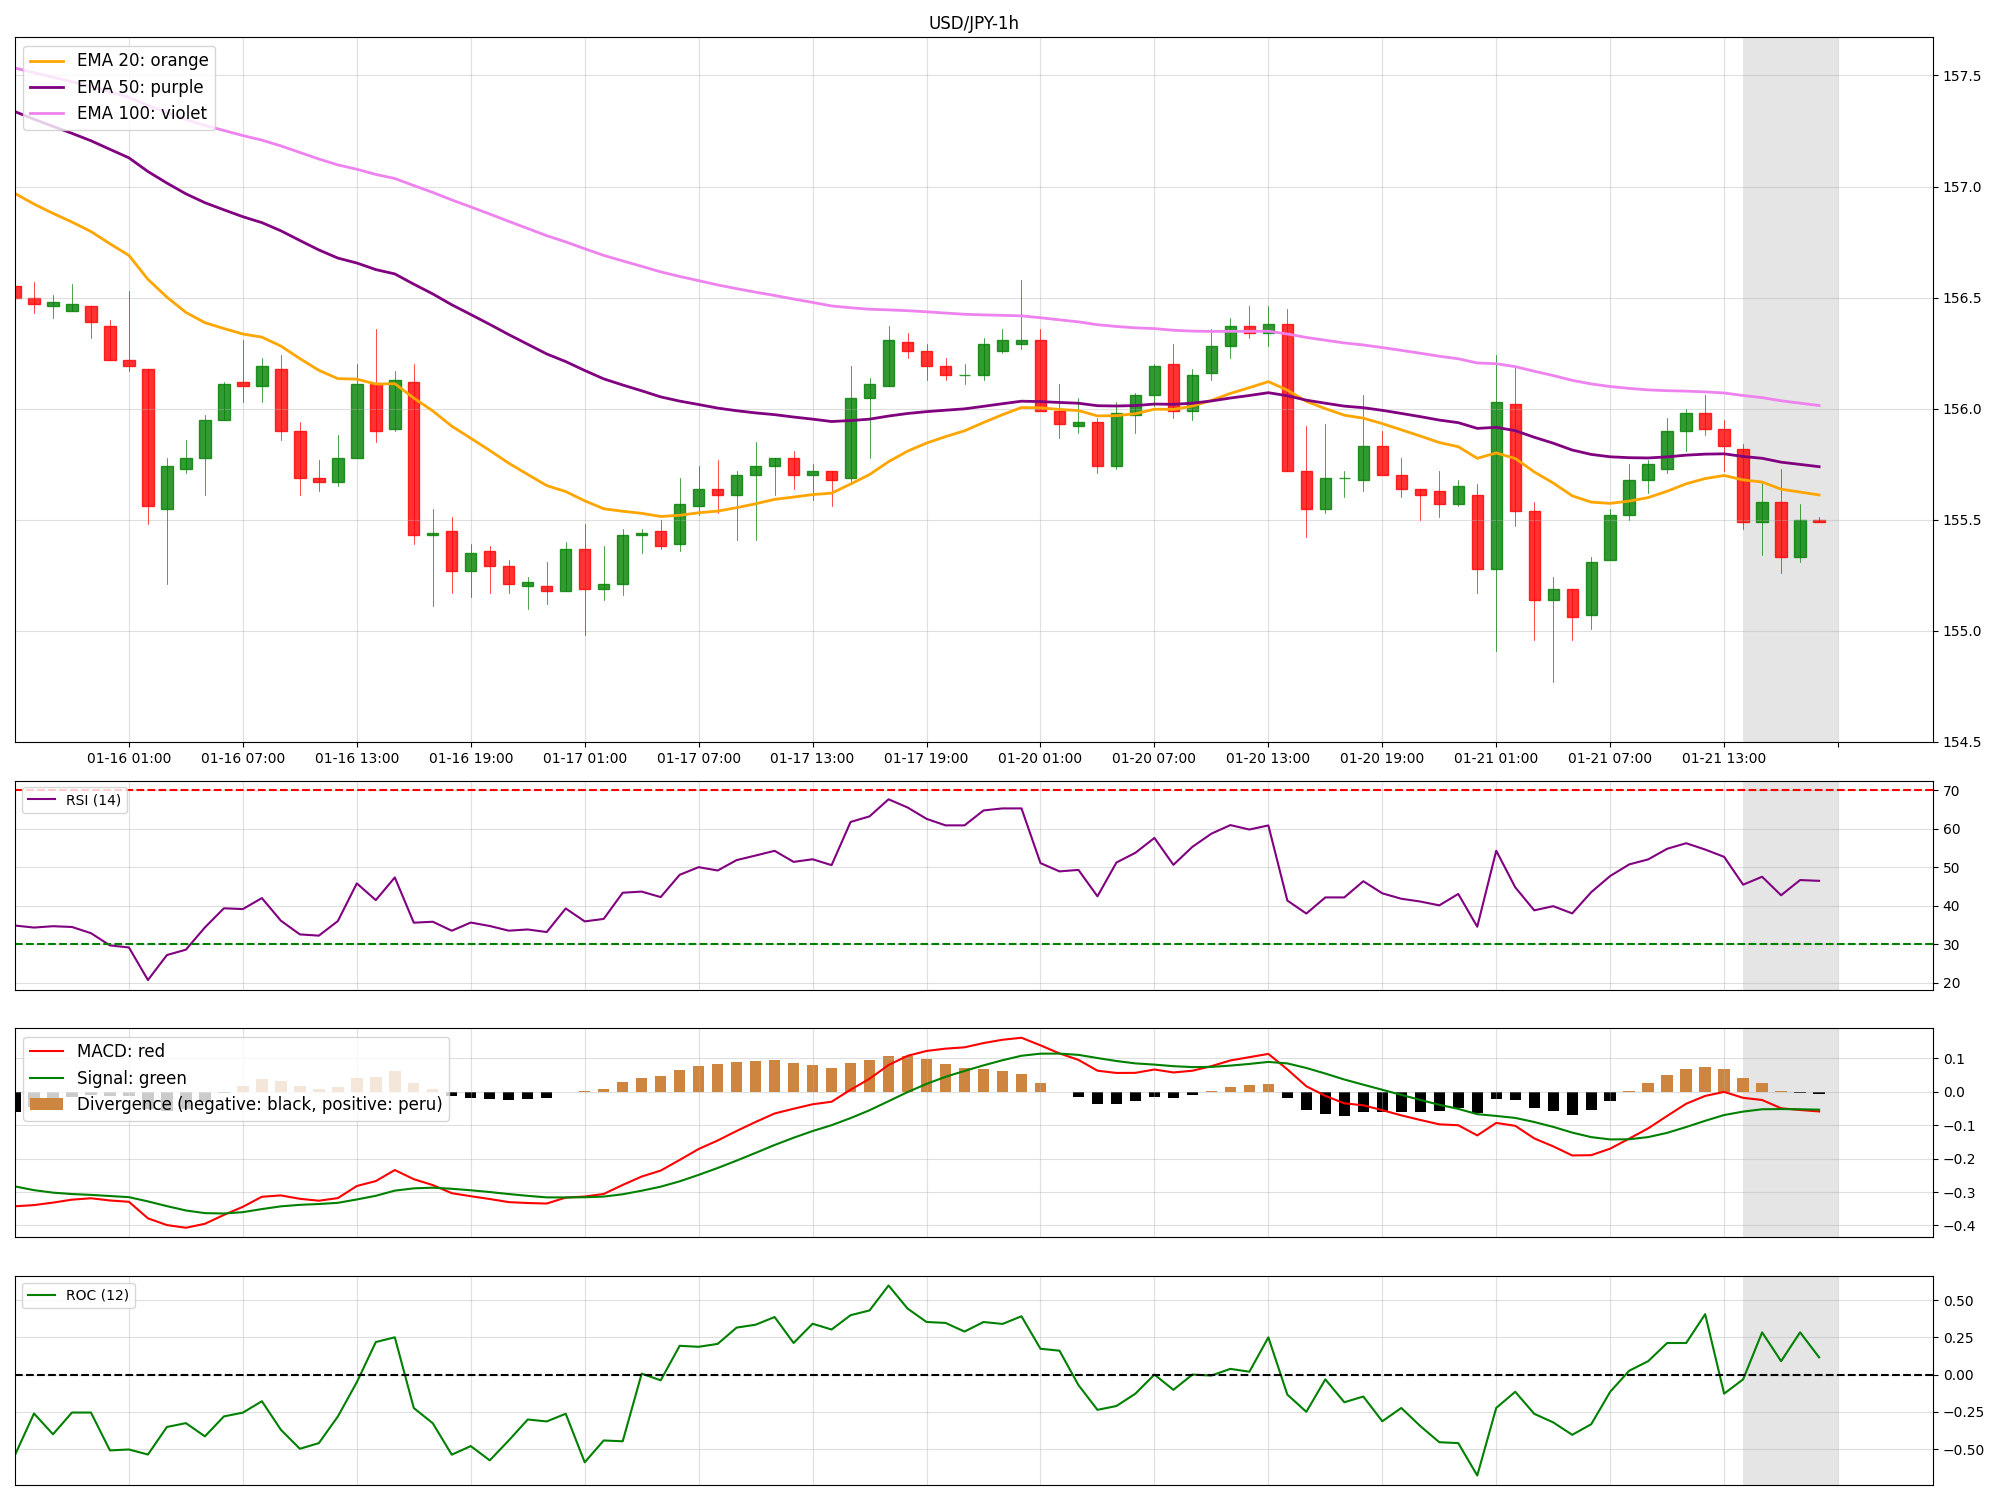 USD/JPY-1h
EMA 20: orange
EMA 50: purple
EMA 100: violet
157.5
157.0
156.5
156.0
155.5
155.0
154.5
01-16 01:00 01-16 07:00 01-16 13:00 01-16 19:00 01-17 01:00 01-17 07:00 01-17 13:00 01-17 19:00 01-20 01:00 01-20 07:00 01-20 13:00 01-20 19:00 01-21 01:00 01-21 07:00 01-21 13:00
RSI (14)
70
60
50
40
30
20
MACD: red
Signal: green
Divergence (negative: black, positive: peru)
0.1
0.0
−0.1
−0.2
−0.3
−0.4
ROC (12)
0.50
0.25
0.00
−0.25
−0.50